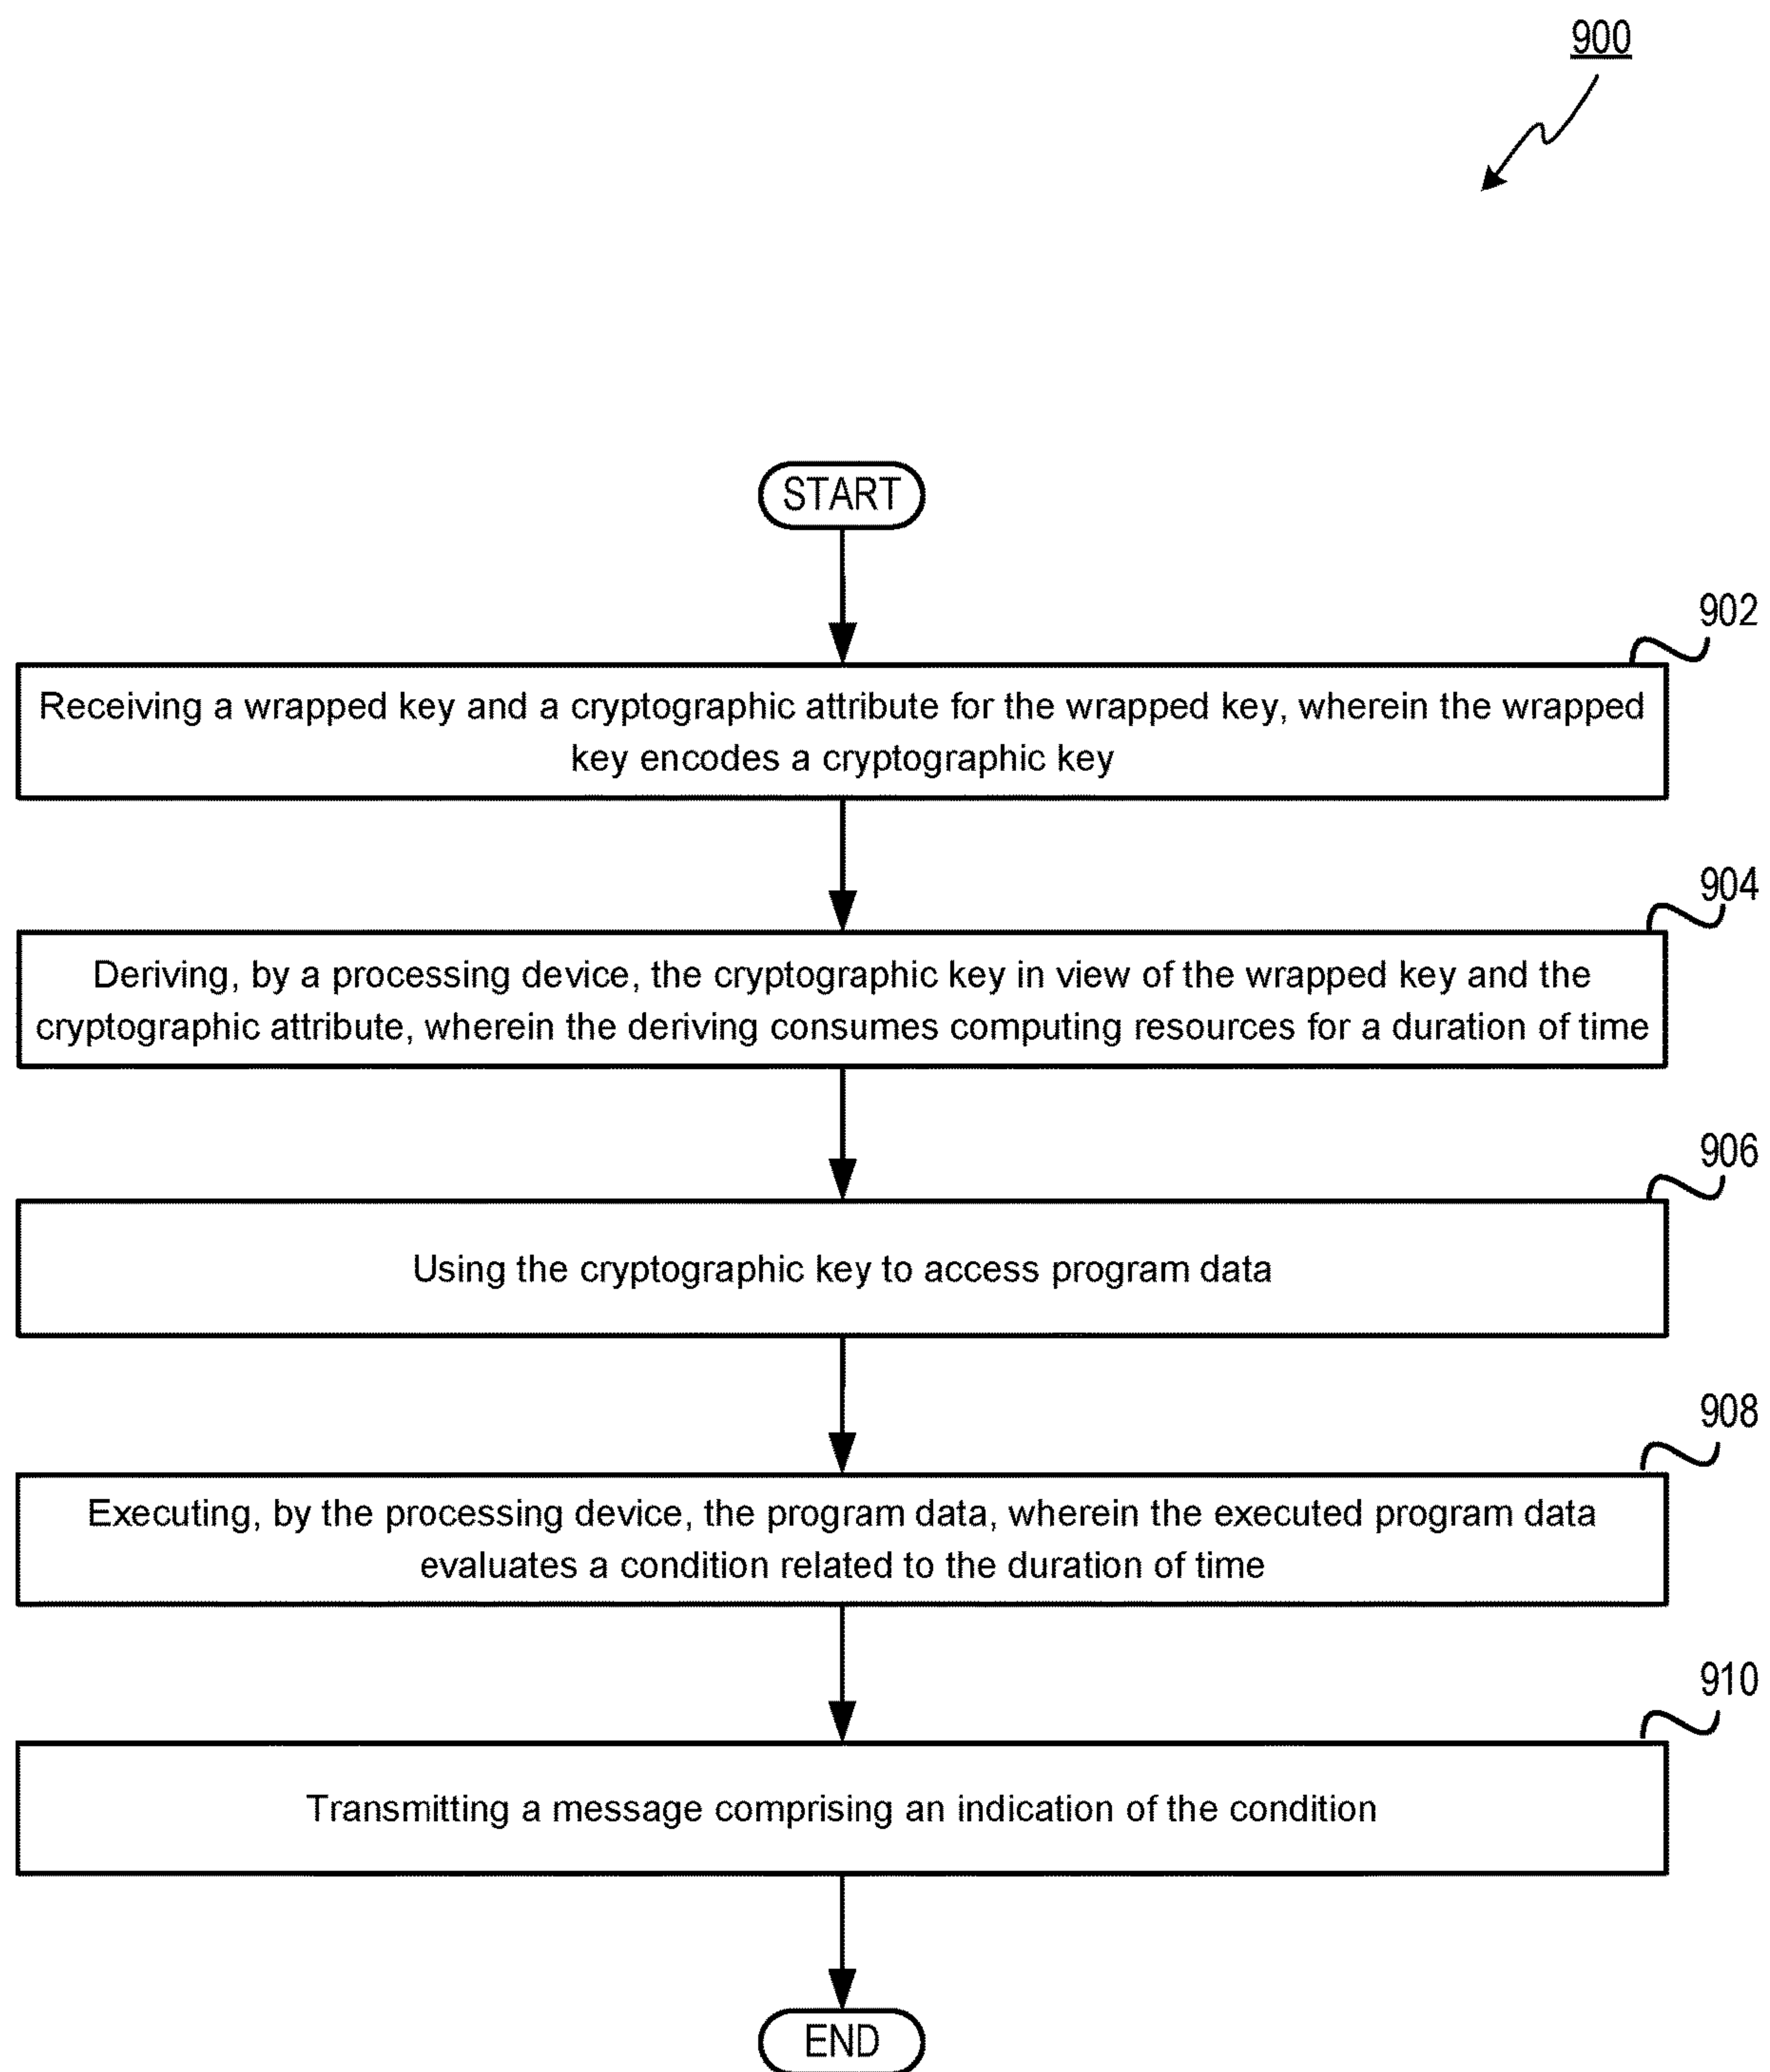 900
START
902
Receiving a wrapped key and a cryptographic attribute for the wrapped key, wherein the wrapped
key encodes a cryptographic key
904
Deriving, by a processing device, the cryptographic key in view of the wrapped key and the
cryptographic attribute, wherein the deriving consumes computing resources for a duration of time
906
Using the cryptographic key to access program data
908
Executing, by the processing device, the program data, wherein the executed program data
evaluates a condition related to the duration of time
910
Transmitting a message comprising an indication of the condition
END